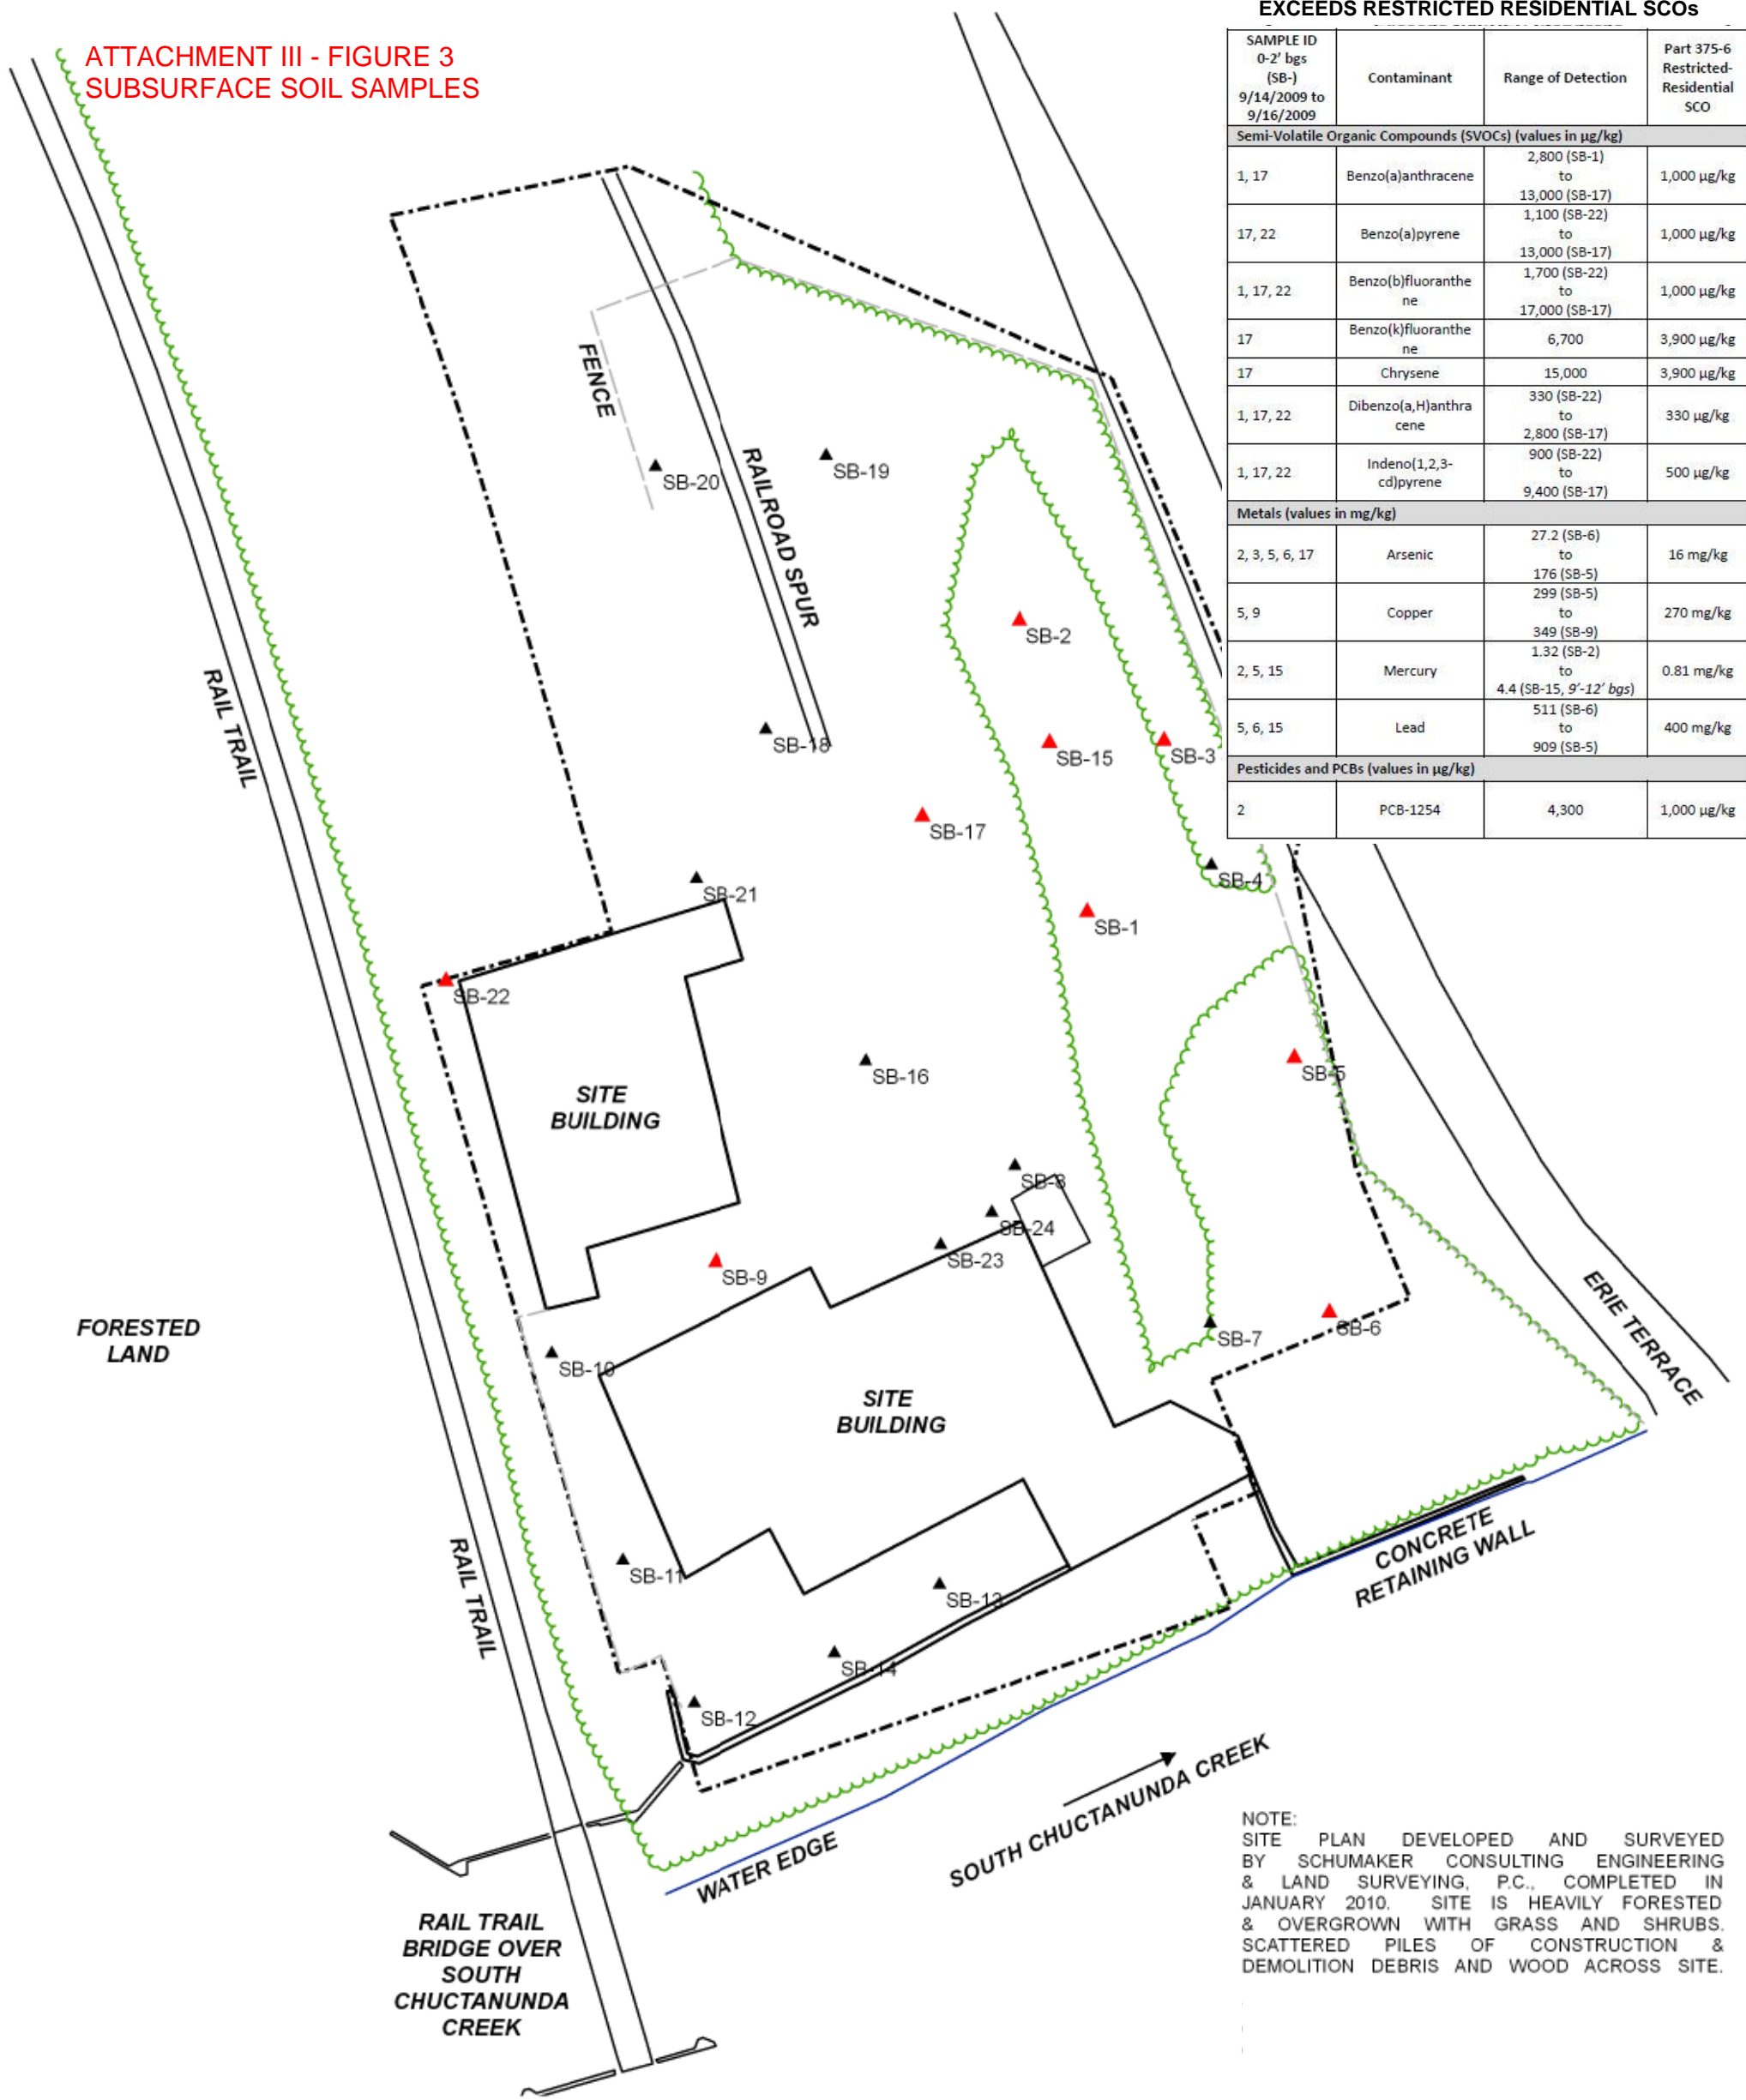 ATTACHMENT III - FIGURE 3
SUBSURFACE SOIL SAMPLES
EXCEEDS RESTRICTED RESIDENTIAL SCOs
SAMPLE ID
0-2' bgs
(SB-)
9/14/2009 to
9/16/2009
Contaminant
Range of Detection
Part 375-6
Restricted-
Residential
SCO
Semi-Volatile Organic Compounds (SVOCs) (values in µg/kg)
1, 17
Benzo(a)anthracene
2,800 (SB-1)
to
13,000 (SB-17)
1,000 µg/kg
17, 22
Benzo(a)pyrene
1,100 (SB-22)
to
13,000 (SB-17)
1,000 µg/kg
1, 17, 22
Benzo(b)fluoranthe
ne
1,700 (SB-22)
to
17,000 (SB-17)
1,000 µg/kg
17
Benzo(k)fluoranthe
ne
6,700
3,900 µg/kg
17
Chrysene
15,000
3,900 µg/kg
1, 17, 22
Dibenzo(a,H)anthra
cene
330 (SB-22)
to
2,800 (SB-17)
330 µg/kg
1, 17, 22
Indeno(1,2,3-
cd)pyrene
900 (SB-22)
to
9,400 (SB-17)
500 µg/kg
Metals (values in mg/kg)
2, 3, 5, 6, 17
Arsenic
27.2 (SB-6)
to
176 (SB-5)
16 mg/kg
5, 9
Copper
299 (SB-5)
to
349 (SB-9)
270 mg/kg
2, 5, 15
Mercury
1.32 (SB-2)
to
4.4 (SB-15, 9'-12' bgs)
0.81 mg/kg
5, 6, 15
Lead
511 (SB-6)
to
909 (SB-5)
400 mg/kg
Pesticides and PCBs (values in µg/kg)
2
PCB-1254
4,300
1,000 µg/kg
FENCE
SB-20
SB-19
RAILROAD SPUR
SB-2
RAIL TRAIL
SB-18
SB-15
SB-3
SB-17
SB-21
SB-4
SB-1
SB-22
SB-16
SB-5
SITE
BUILDING
SB-8
SB-24
SB-23
SB-9
SB-7
SB-6
ERIE TERRACE
FORESTED
LAND
SB-10
SITE
BUILDING
CONCRETE
RETAINING WALL
RAIL TRAIL
SB-11
SB-13
SB-14
SB-12
SOUTH CHUCTANUNDA CREEK
WATER EDGE
RAIL TRAIL
BRIDGE OVER
SOUTH
CHUCTANUNDA
CREEK
NOTE:
SITE PLAN DEVELOPED AND SURVEYED
BY SCHUMAKER CONSULTING ENGINEERING
& LAND SURVEYING, P.C., COMPLETED IN
JANUARY 2010. SITE IS HEAVILY FORESTED
& OVERGROWN WITH GRASS AND SHRUBS.
SCATTERED PILES OF CONSTRUCTION &
DEMOLITION DEBRIS AND WOOD ACROSS SITE.